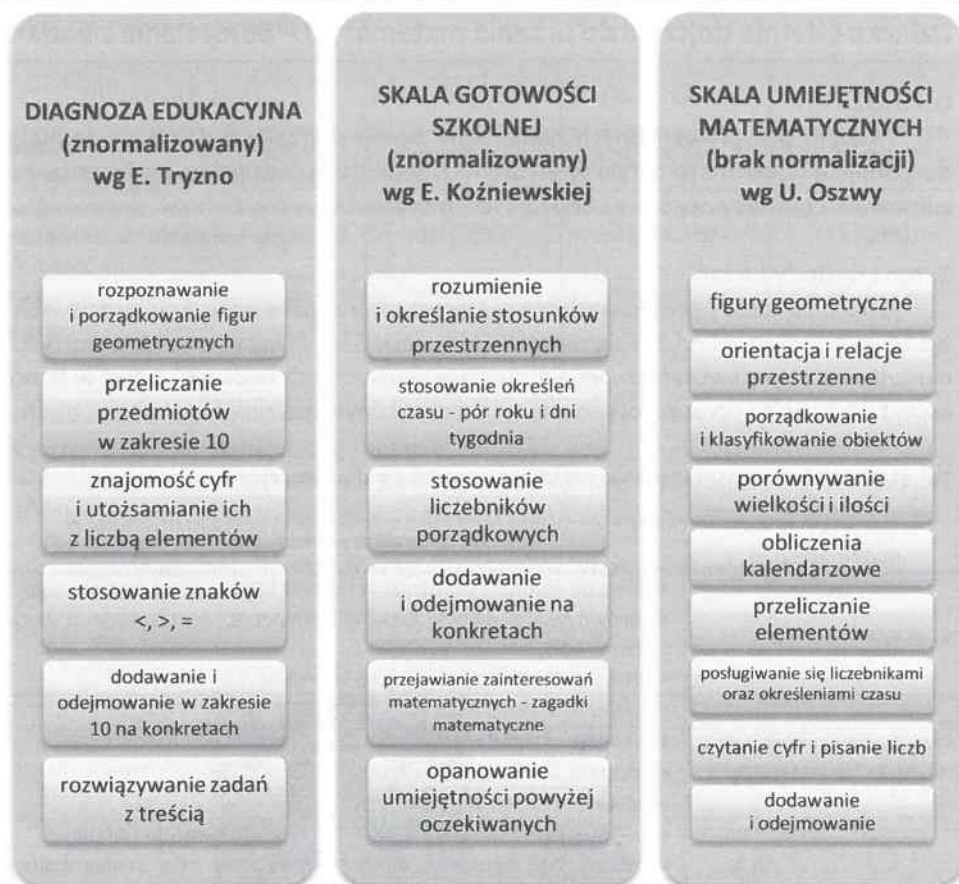 DIAGNOZA EDUKACYJNA
(znormalizowany)
wg E. Tryzno
rozpoznawanie
i porządkowanie figur
geometrycznych
przeliczanie
przedmiotów
w zakresie 10
znajomość cyfr
i utożsamianie ich
z liczbą elementów
stosowanie znaków
<, >, =
dodawanie i
odejmowanie w zakresie
10 na konkretach
rozwiązywanie zadań
z treścią
SKALA GOTOWOŚCI
SZKOLNEJ
(znormalizowany)
wg E. Koźniewskiej
rozumienie
i określanie stosunków
przestrzennych
stosowanie określeń
czasu - pór roku i dni
tygodnia
stosowanie
liczebników
porządkowych
dodawanie
i odejmowanie na
konkretach
przejawianie zainteresowań
matematycznych - zagadki
matematyczne
opanowanie
umiejętności powyżej
oczekiwanych
SKALA UMIEJĘTNOŚCI
MATEMATYCZNYCH
(brak normalizacji)
wg U. Oszwy
figury geometryczne
orientacja i relacje
przestrzenne
porządkowanie
i klasyfikowanie obiektów
porównywanie
wielkości i ilości
obliczenia
kalendarzowe
przeliczanie
elementów
posługiwanie się liczebnikami
oraz określeniami czasu
czytanie cyfr i pisanie liczb
dodawanie
i odejmowanie